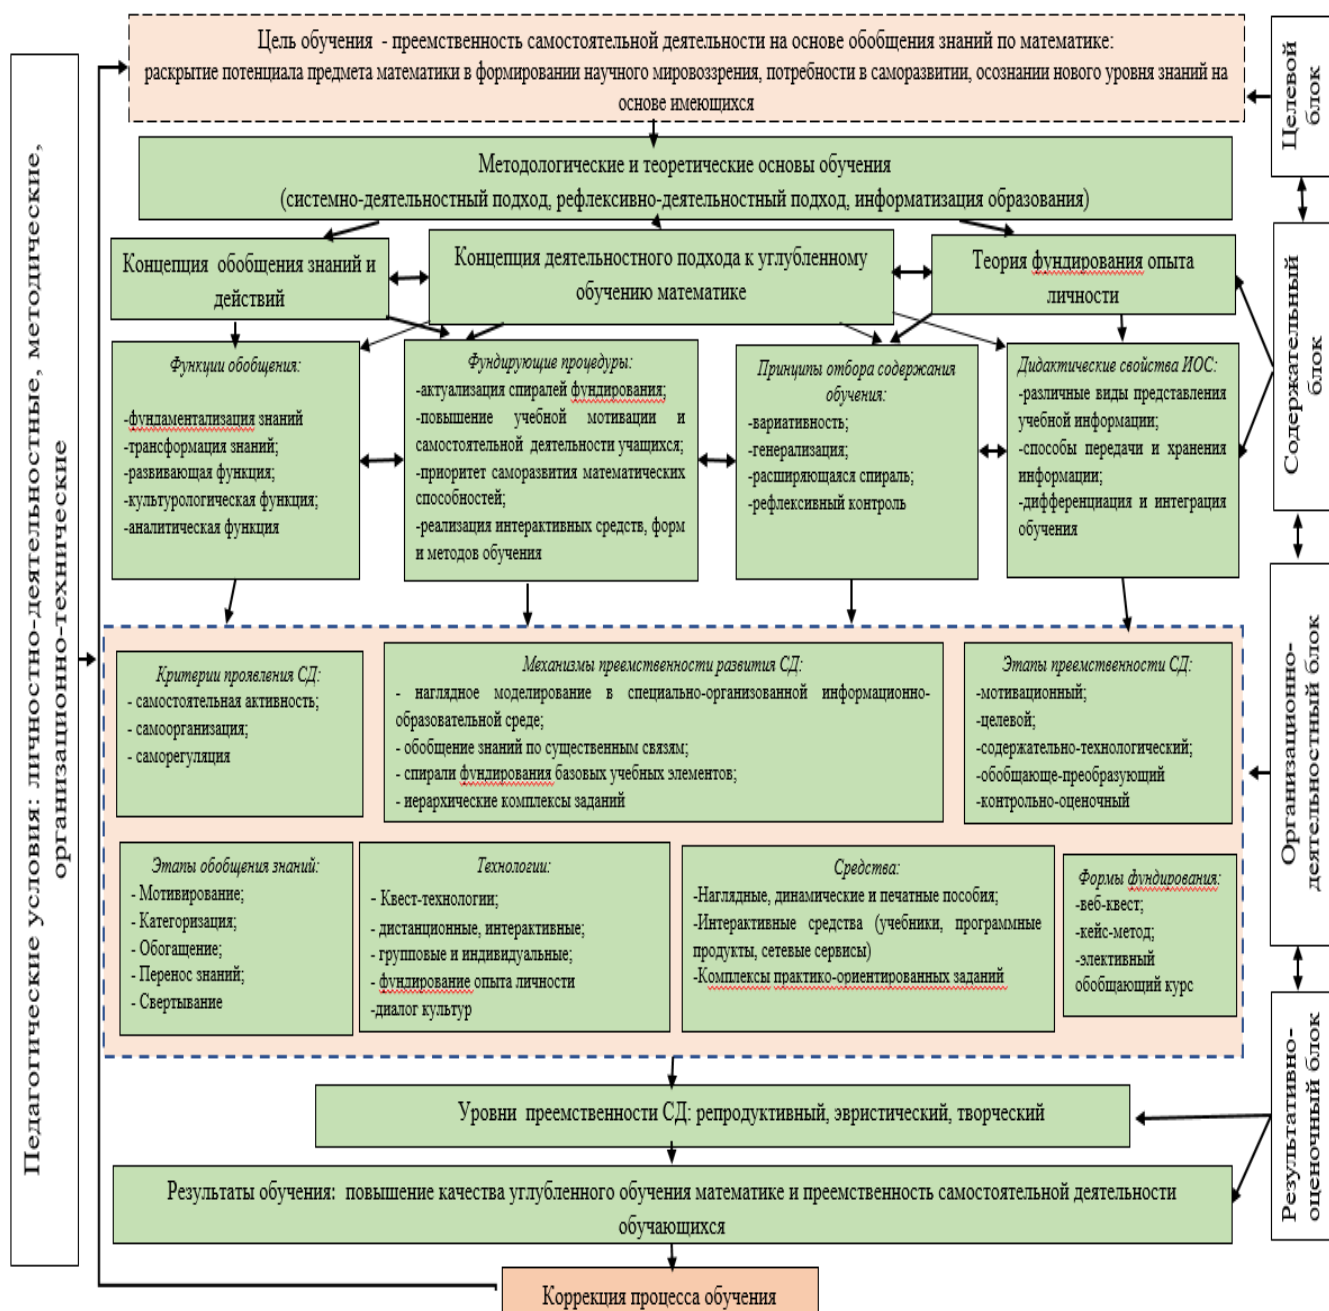 Цель обучения - преемственность самостоятельной деятельности на основе обобщения знаний по математике:
раскрытие потенциала предмета математики в формировании научного мировоззрения, потребности в саморазвитии, осознании нового уровня знаний на
основе имеющихся
Целевой
блок
Педагогические условия: личностно-деятельностные, методические,
организационно-технические
Методологические и теоретические основы обучения
(системно-деятельностный подход, рефлексивно-деятельностный подход, информатизация образования)
Концепция обобщения знаний и
действий
Концепция деятельностного подхода к углубленному
обучению математике
Теория фундирования опыта
личности
Содержательный
блок
Функции обобщения:
-фундаментализация знаний
-трансформация знаний;
-развивающая функция;
-культурологическая функция;
-аналитическая функция
Фундирующие процедуры:
-актуализация спиралей фундирования;
-повышение учебной мотивации и
самостоятельной деятельности учащихся;
-приоритет саморазвития математических
способностей;
-реализация интерактивных средств, форм
и методов обучения
Принципы отбора содержания
обучения:
-вариативность;
-генерализация;
-расширяющаяся спираль;
-рефлексивный контроль
Дидактические свойства ИОС:
-различные виды представления
учебной информации;
-способы передачи и хранения
информации;
-дифференциация и интеграция
обучения
Организационно-
деятельностный блок
Критерии проявления СД:
- самостоятельная активность;
- самоорганизация;
- саморегуляция
Механизмы преемственности развития СД:
- наглядное моделирование в специально-организованной информационно-
образовательной среде;
- обобщение знаний по существенным связям;
- спирали фундирования базовых учебных элементов;
- иерархические комплексы заданий
Этапы преемственности СД:
-мотивационный;
-целевой;
-содержательно-технологический;
-обобщающе-преобразующий
-контрольно-оценочный
Этапы обобщения знаний:
- Мотивирование;
- Категоризация;
- Обогащение;
- Перенос знаний;
- Свертывание
Технологии:
- Квест-технологии;
- дистанционные, интерактивные;
- групповые и индивидуальные;
- фундирование опыта личности
-диалог культур
Средства:
-Наглядные, динамические и печатные пособия;
-Интерактивные средства (учебники, программные
продукты, сетевые сервисы)
-Комплексы практико-ориентированных заданий
Формы фундирования:
-веб-квест;
-кейс-метод;
-элективный
обобщающий курс
Результативно-
оценочный блок
Уровни преемственности СД: репродуктивный, эвристический, творческий
Результаты обучения: повышение качества углубленного обучения математике и преемственность самостоятельной деятельности
обучающихся
Коррекция процесса обучения